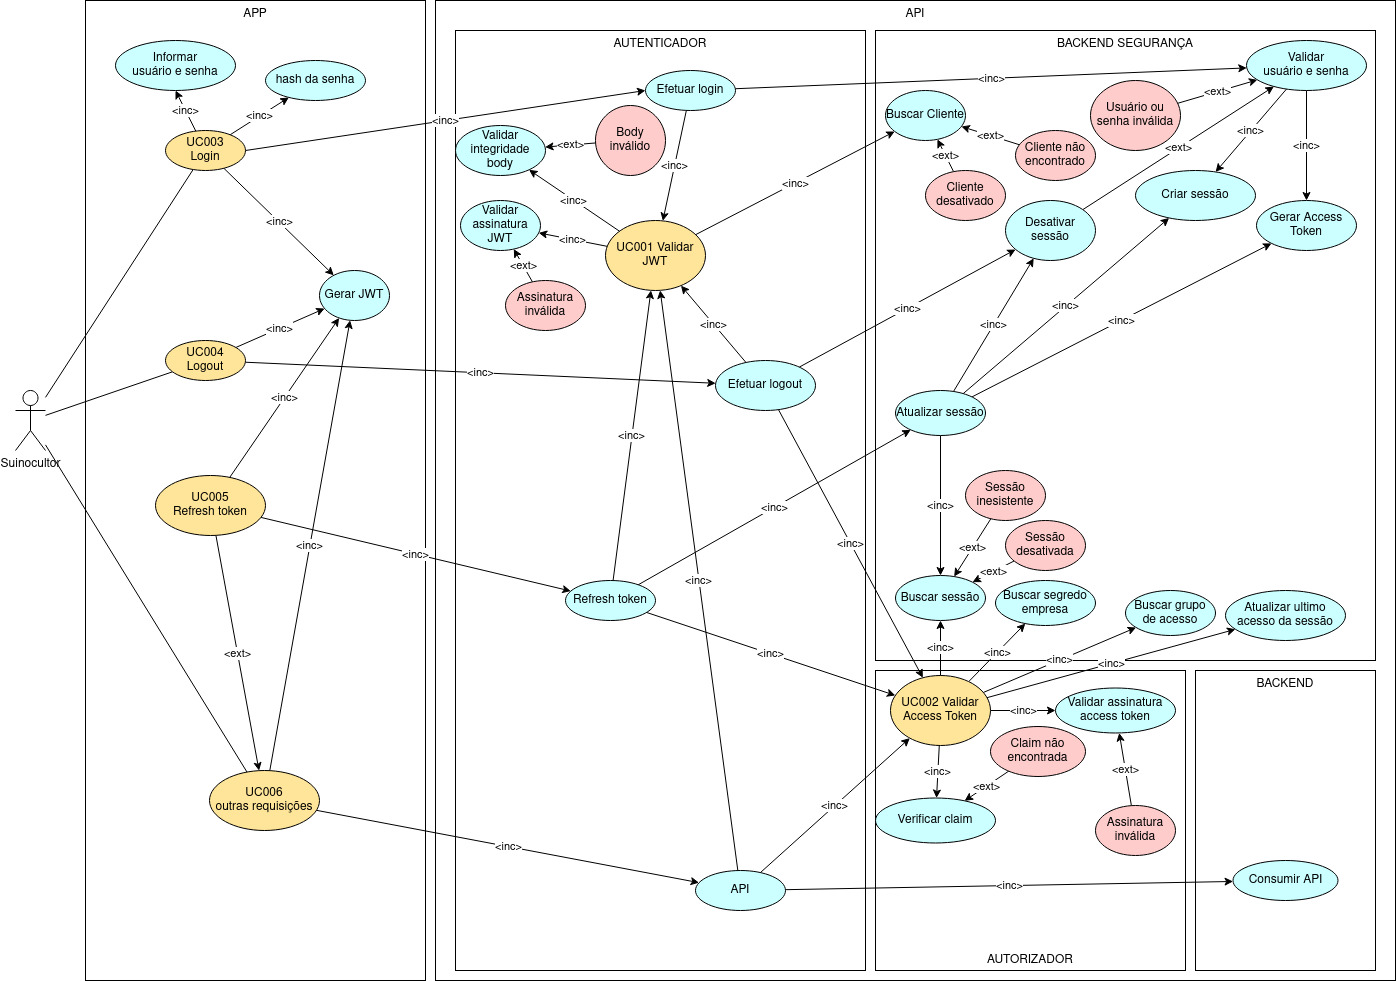 APP
API
AUTENTICADOR
BACKEND SEGURANÇA
Informar
usuário e senha
hash da senha
<inc>
<inc>
UC003
Login
<inc>
<inc>
Gerar JWT
<inc>
UC004
Logout
<inc>
Suinocultor
<inc>
UC005
Refresh token
<inc>
<inc>
<ext>
UC006
outras requisições
<inc>
Efetuar login
<inc>
Validar
integridade
body
<ext>
Body
inválido
<inc>
<inc>
Validar
assinatura
JWT
<inc>
<ext>
Assinatura
inválida
UC001 Validar
JWT
<inc>
<inc>
Efetuar logout
<inc>
<inc>
<inc>
<inc>
<inc>
Refresh token
<inc>
<inc>
API
<inc>
Validar
usuário e senha
Buscar Cliente
<ext>
Cliente não
encontrado
<ext>
Cliente
desativado
Usuário ou
senha inválida
<ext>
<ext>
<inc>
<inc>
Criar sessão
Gerar Access
Token
Desativar
sessão
<inc>
<inc>
<inc>
Atualizar sessão
<inc>
Sessão
inesistente
<ext>
Sessão
desativada
<ext>
Buscar sessão
Buscar segredo
empresa
Buscar grupo
de acesso
Atualizar ultimo
acesso da sessão
<inc>
<inc>
<inc>
<inc>
UC002 Validar
Access Token
<inc>
Validar assinatura
access token
<inc>
Claim não
encontrada
<ext>
<ext>
Verificar claim
Assinatura
inválida
AUTORIZADOR
BACKEND
Consumir API